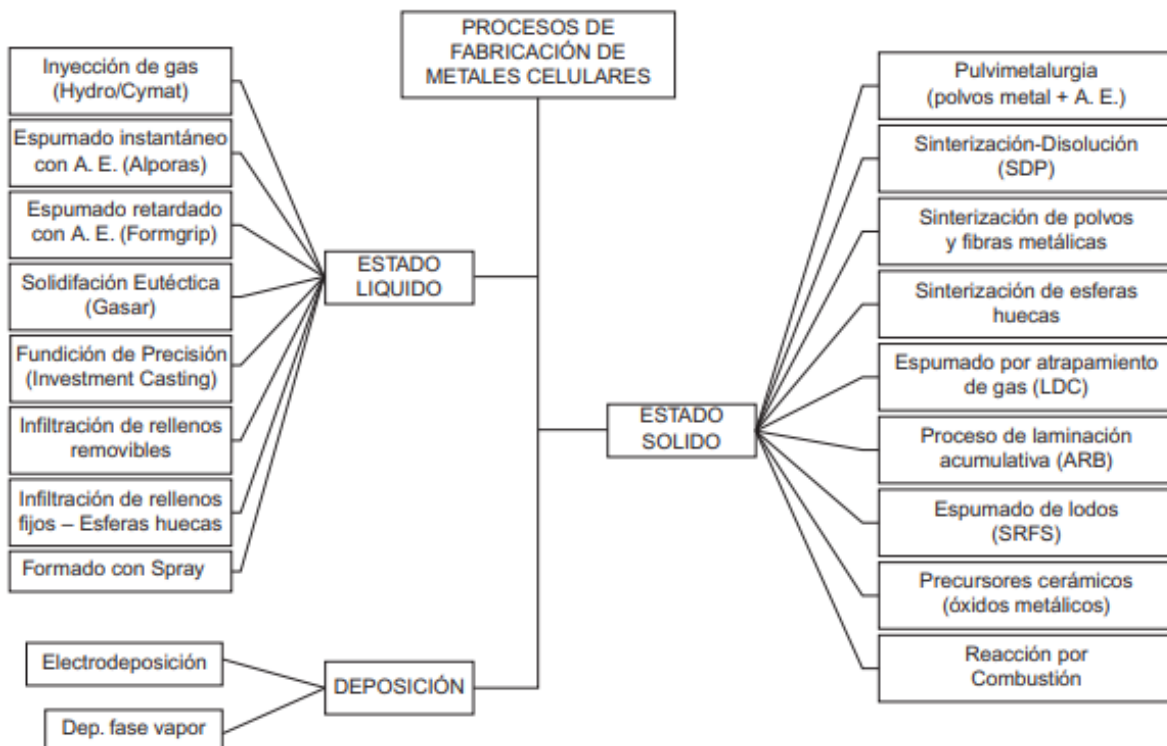 PROCESOS DE
FABRICACIÓN DE
METALES CELULARES
Inyección de gas
(Hydro/Cymat)
Espumado instantáneo
con A. E. (Alporas)
Espumado retardado
con A. E. (Formgrip)
Solidifación Eutéctica
(Gasar)
Fundición de Precisión
(Investment Casting)
Infiltración de rellenos
removibles
Infiltración de rellenos
fijos – Esferas huecas
Formado con Spray
ESTADO
LIQUIDO
Electrodeposición
Dep. fase vapor
DEPOSICIÓN
ESTADO
SOLIDO
Pulvimetalurgia
(polvos metal + A. E.)
Sinterización-Disolución
(SDP)
Sinterización de polvos
y fibras metálicas
Sinterización de esferas
huecas
Espumado por atrapamiento
de gas (LDC)
Proceso de laminación
acumulativa (ARB)
Espumado de lodos
(SRFS)
Precursores cerámicos
(óxidos metálicos)
Reacción por
Combustión